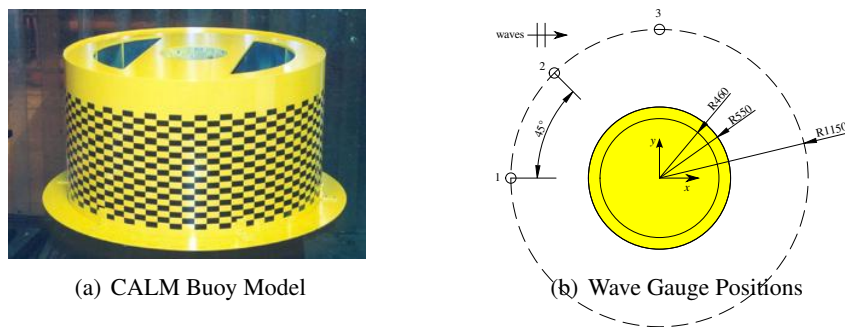 waves
3
2
1
45°
R460
R550
R1150
y
x
(a) CALM Buoy Model
(b) Wave Gauge Positions